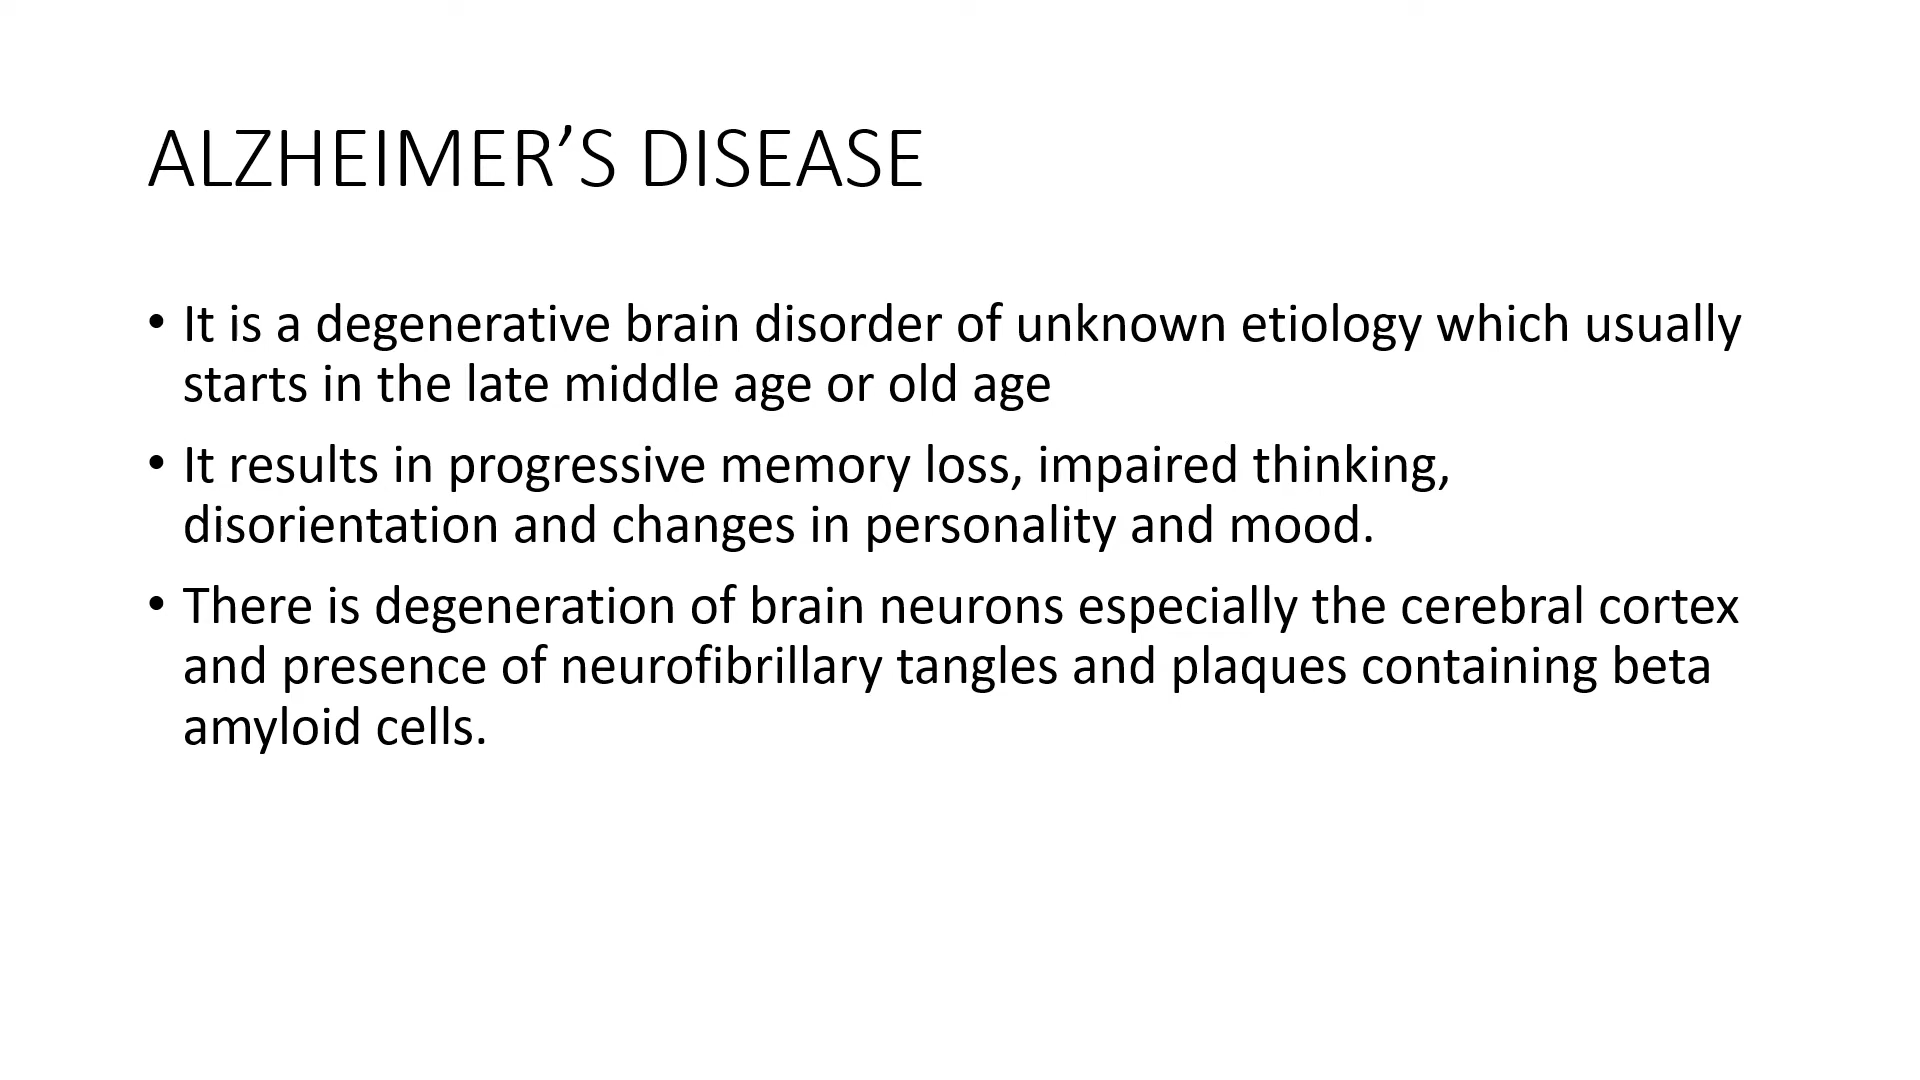 ALZHEIMER’S DISEASE
• It is a degenerative brain disorder of unknown etiology which usually
starts in the late middle age or old age
• It results in progressive memory loss, impaired thinking,
disorientation and changes in personality and mood.
• There is degeneration of brain neurons especially the cerebral cortex
and presence of neurofibrillary tangles and plaques containing beta
amyloid cells.